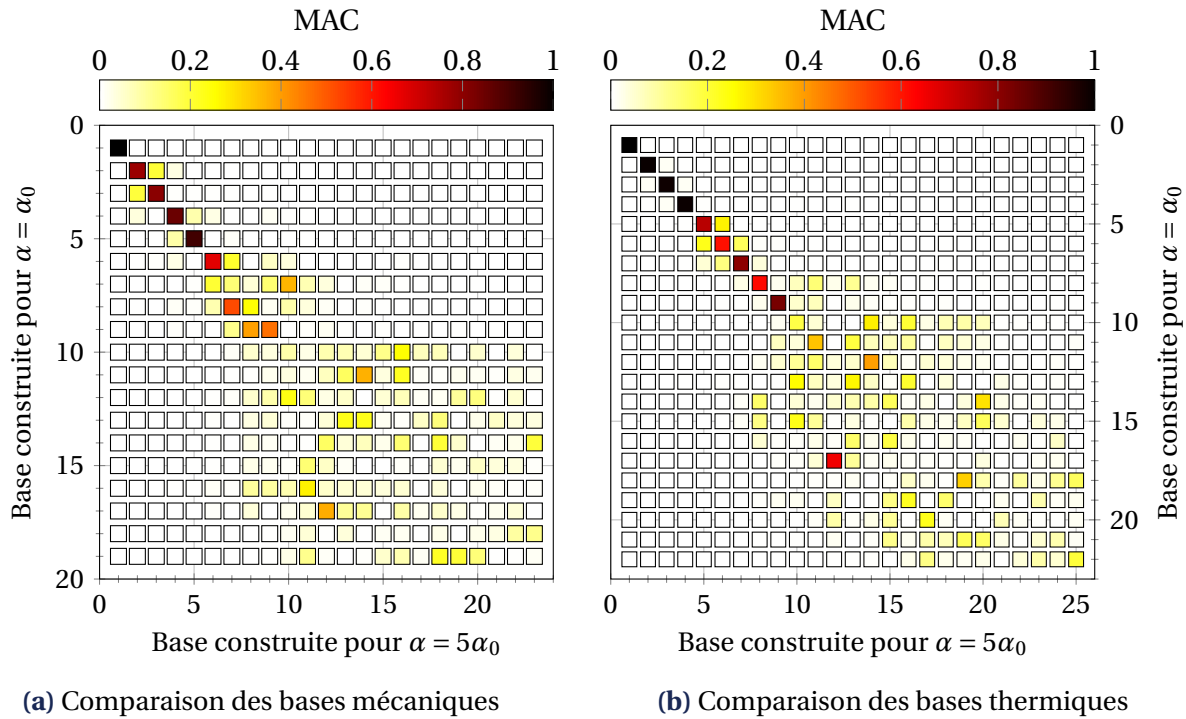 MAC
0 0.2 0.4 0.6 0.8 1
0
5
10
15
20
Base construite pour α = α0
0 5 10 15 20
Base construite pour α = 5α0
(a) Comparaison des bases mécaniques
MAC
0 0.2 0.4 0.6 0.8 1
0
5
10
15
20
Base construite pour α = α0
5 10 15 20 25
Base construite pour α = 5α0
(b) Comparaison des bases thermiques